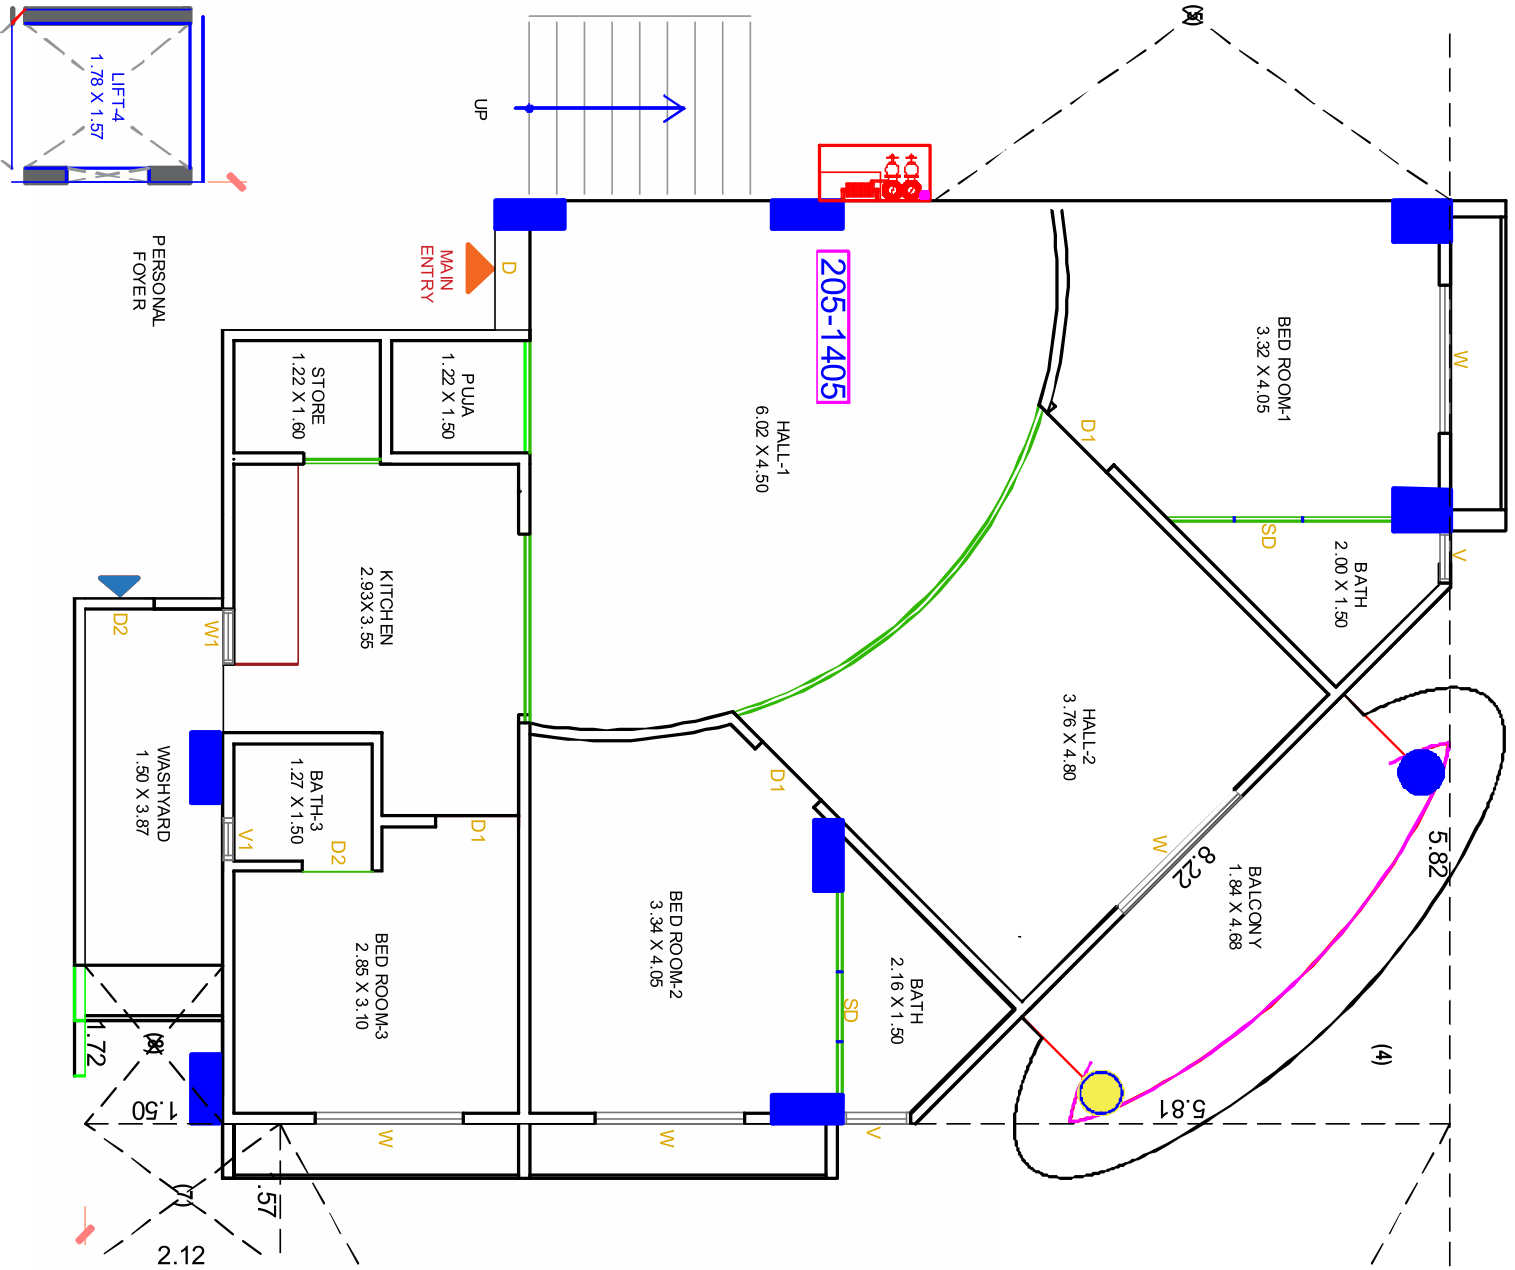 (5)
LIFT-4
1.78 X 1.57
UP
MAIN
ENTRY
D
PERSONAL
FOYER
205-1405
BED ROOM-1
3.32 X 4.05
W
STORE
1.22 X 1.60
PUJA
1.22 X 1.50
HALL-1
6.02 X 4.50
D1
SD
V
BATH
2.00 X 1.50
KITCHEN
2.93X 3.55
D2
W1
HALL-2
3.76 X 4.80
WASHYARD
1.50 X 3.87
BATH-3
1.27 X 1.50
V1
D2
D1
D1
W
8.22
5.82
BALCONY
1.84 X 4.68
BED ROOM-2
3.34 X 4.05
BED ROOM-3
2.85 X 3.10
BATH
2.16 X 1.50
SD
(4)
1.72
(8)
1.50
5.81
W
W
V
(7)
.57
2.12